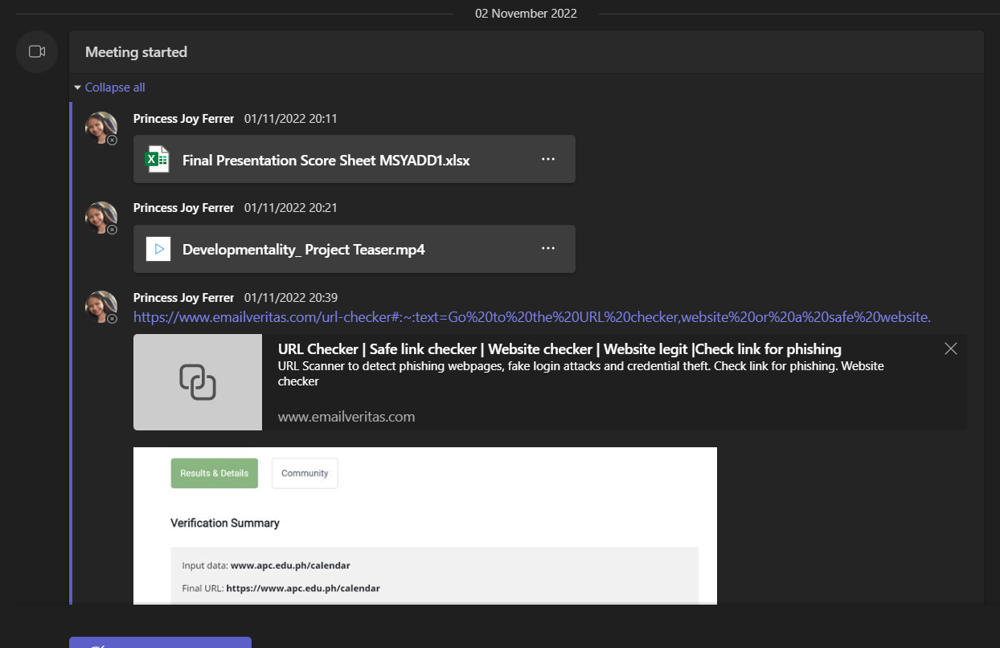 02 November 2022
Meeting started
Collapse all
Princess Joy Ferrer 01/11/2022 20:11
Final Presentation Score Sheet MSYADD1.xlsx
Princess Joy Ferrer 01/11/2022 20:21
Developmentality_ Project Teaser.mp4
Princess Joy Ferrer 01/11/2022 20:39
https://www.emailveritas.com/url-checker#:~:text=Go%20to%20the%20URL%20checker,website%20or%20a%20safe%20website.
URL Checker | Safe link checker | Website checker | Website legit |Check link for phishing
URL Scanner to detect phishing webpages, fake login attacks and credential theft. Check link for phishing. Website
checker
www.emailveritas.com
Results & Details Community
Verification Summary
Input data: www.apc.edu.ph/calendar
Final URL: https://www.apc.edu.ph/calendar